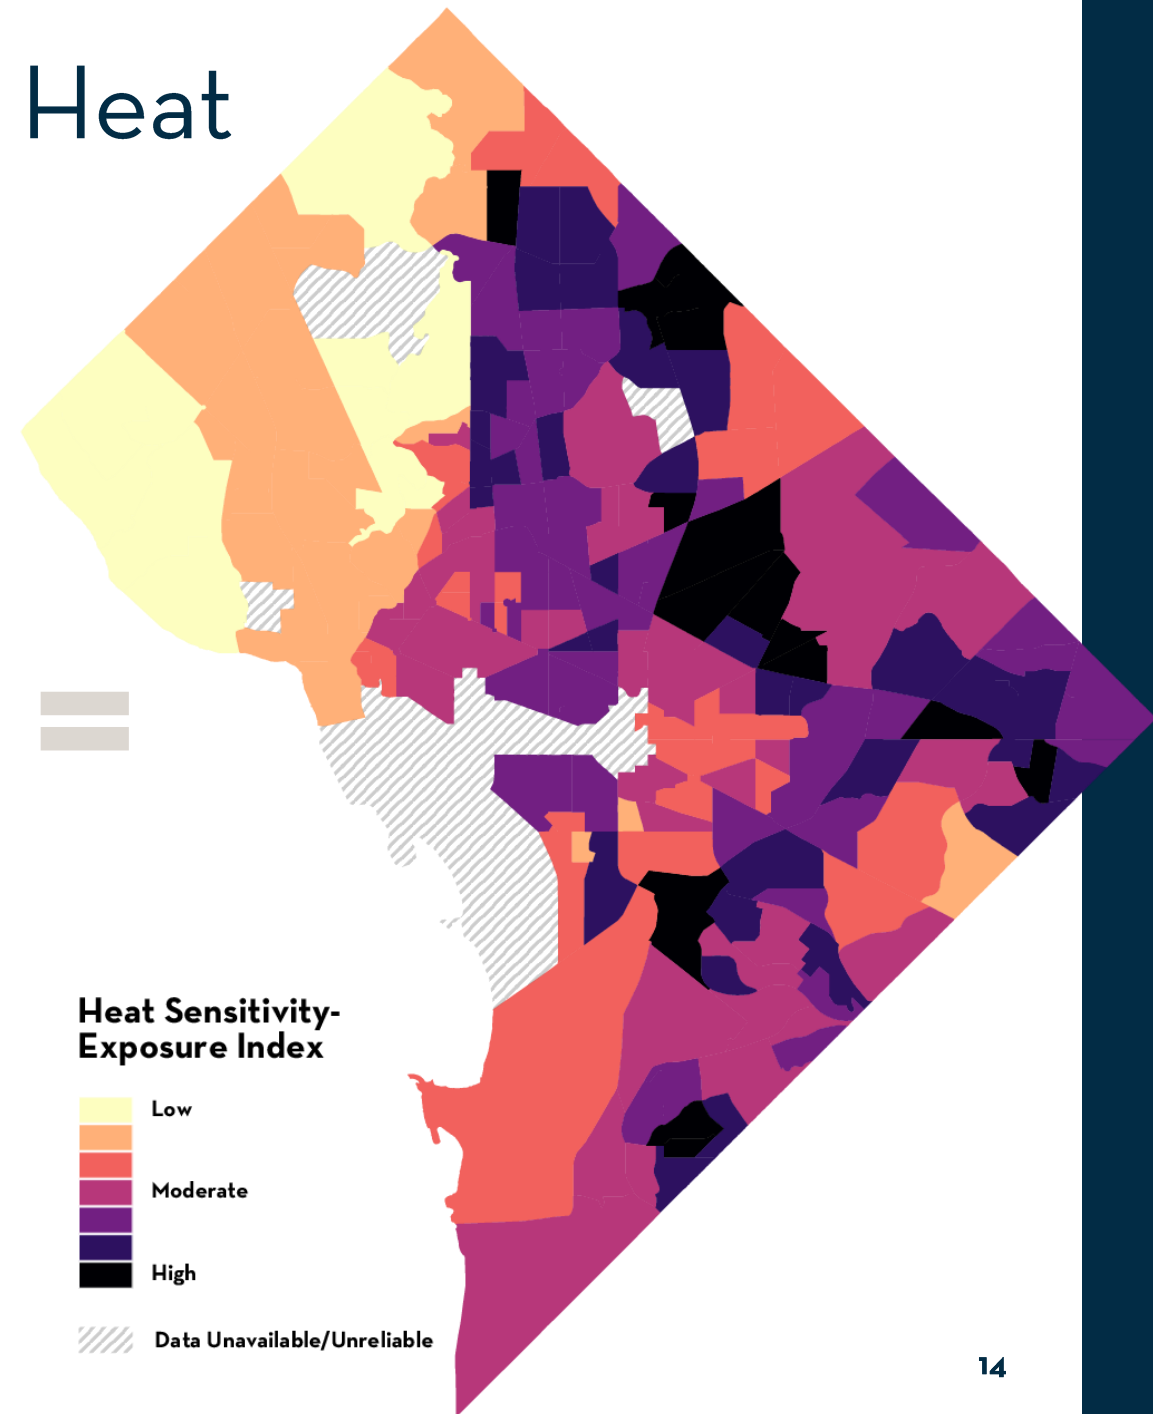 Heat
Heat Sensitivity-
Exposure Index
Low
Moderate
High
Data Unavailable/Unreliable
14